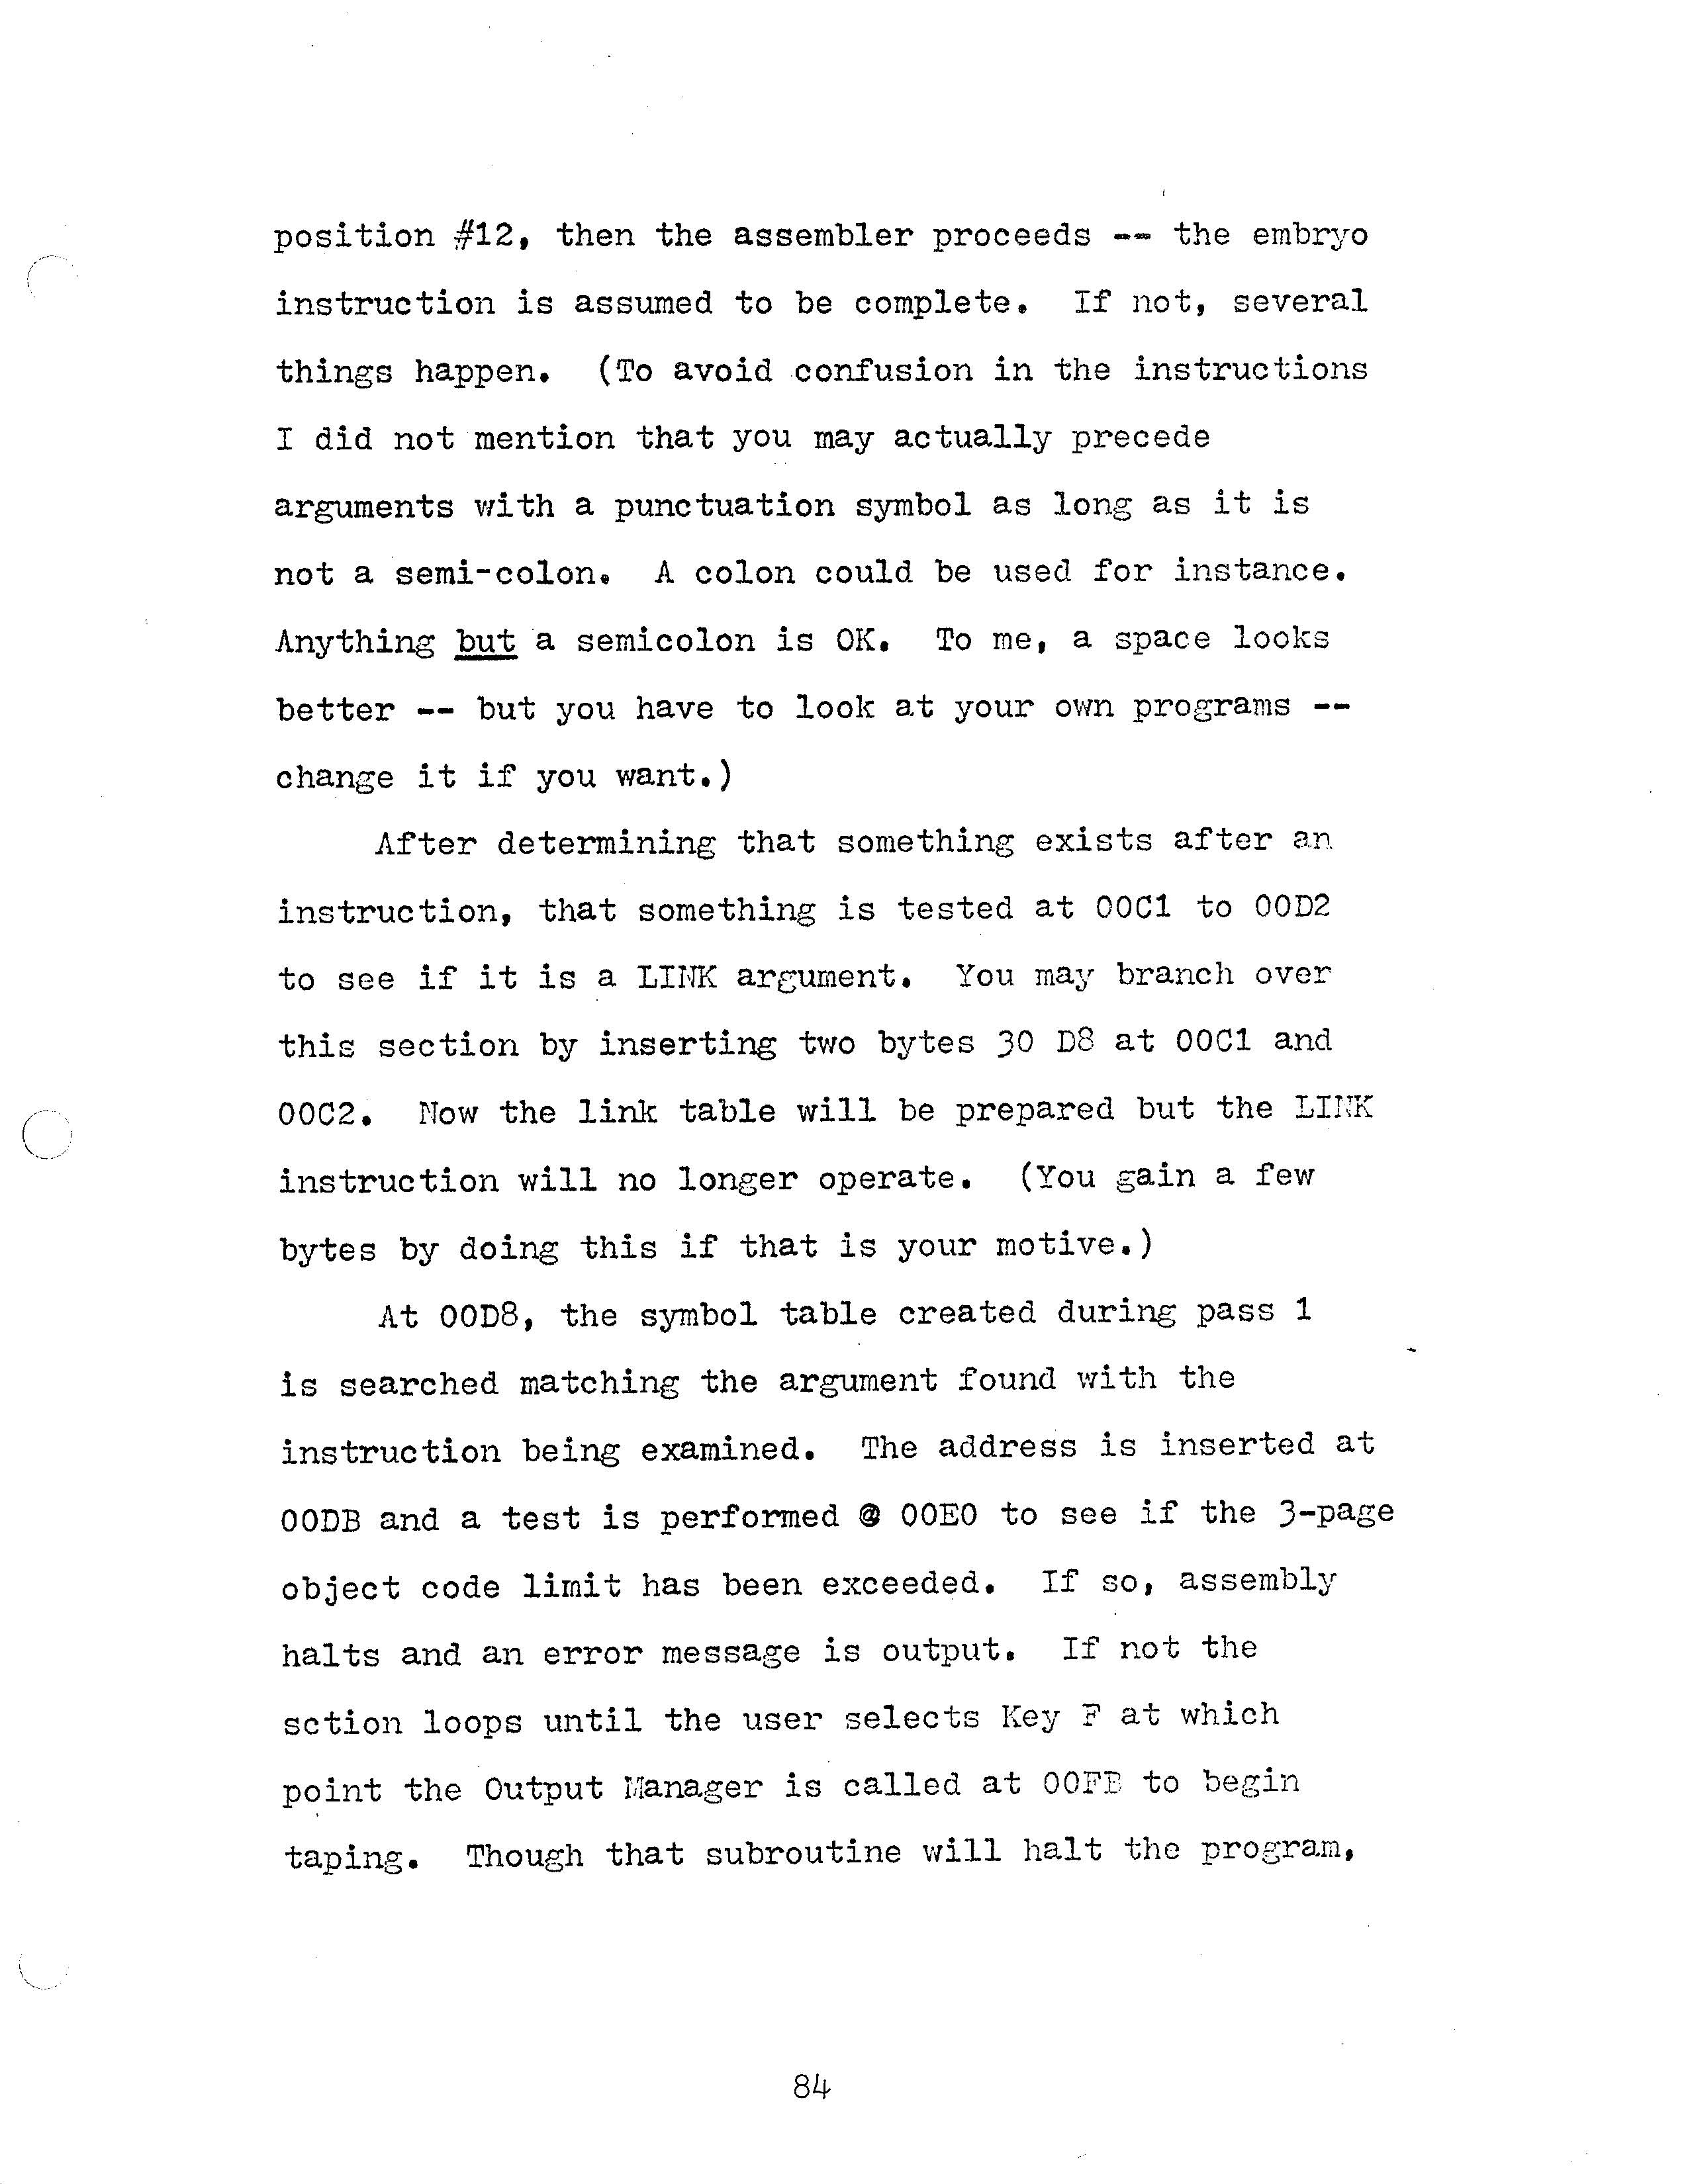 position #12, then the assembler proceeds -- the embryo
instruction is assumed to be complete.  If not, several
things happen.  (To avoid confusion in the instructions
I did not mention that you may actually precede
arguments with a punctuation symbol as long as it is
not a semi-colon.  A colon could be used for instance.
Anything but a semicolon is OK.  To me, a space looks
better -- but you have to look at your own programs --
change it if you want.)
After determining that something exists after an
instruction, that something is tested at 00C1 to 00D2
to see if it is a LINK argument.  You may branch over
this section by inserting two bytes 30 D8 at 00C1 and
00C2.  Now the link table will be prepared but the LINK
instruction will no longer operate.  (You gain a few
bytes by doing this if that is your motive.)
At 00D8, the symbol table created during pass 1
is searched matching the argument found with the
instruction being examined.  The address is inserted at
00DB and a test is performed @ 00E0 to see if the 3-page
object code limit has been exceeded.  If so, assembly
halts and an error message is output.  If not the
sction loops until the user selects Key F at which
point the Output Manager is called at 00FB to begin
taping.  Though that subroutine will halt the program,
84